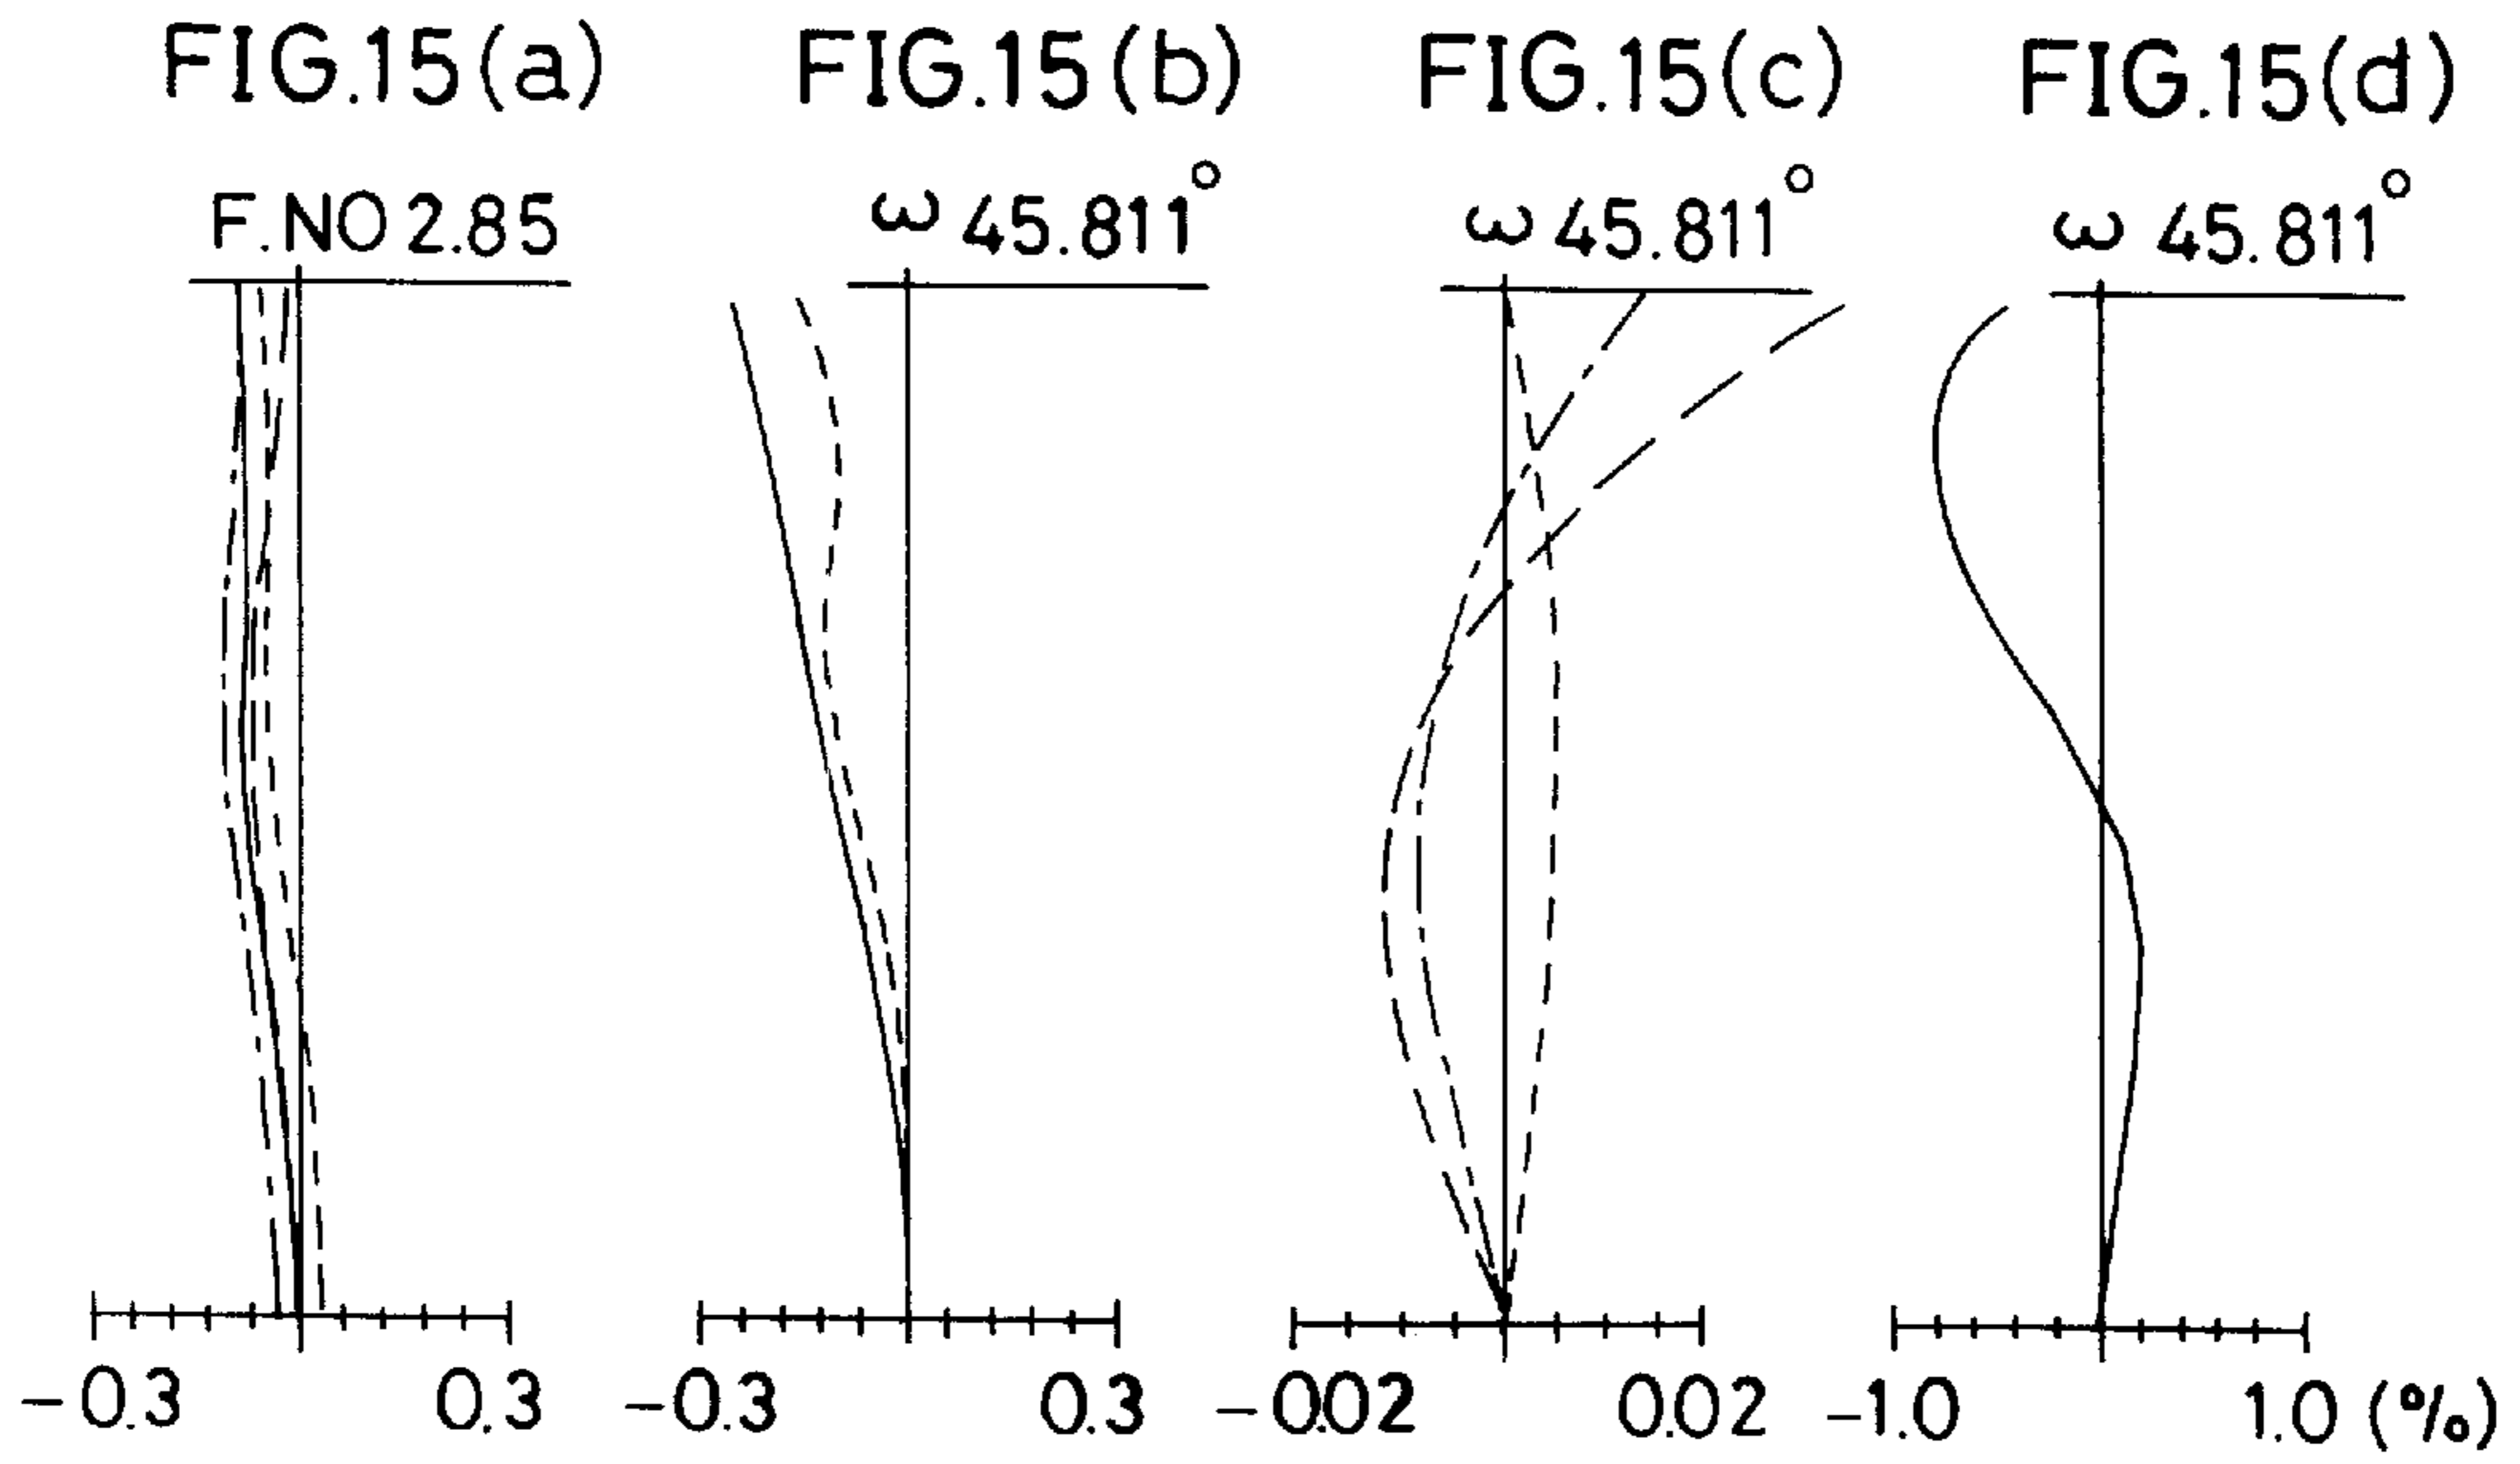 FIG.15(a) FIG.15(b) FIG.15(c) FIG.15(d)
F.NO 2.85 ω 45.811° ω 45.811° ω 45.811°
-0.3 0.3 -0.3 0.3 -0.02 0.02 -1.0 1.0 (%)